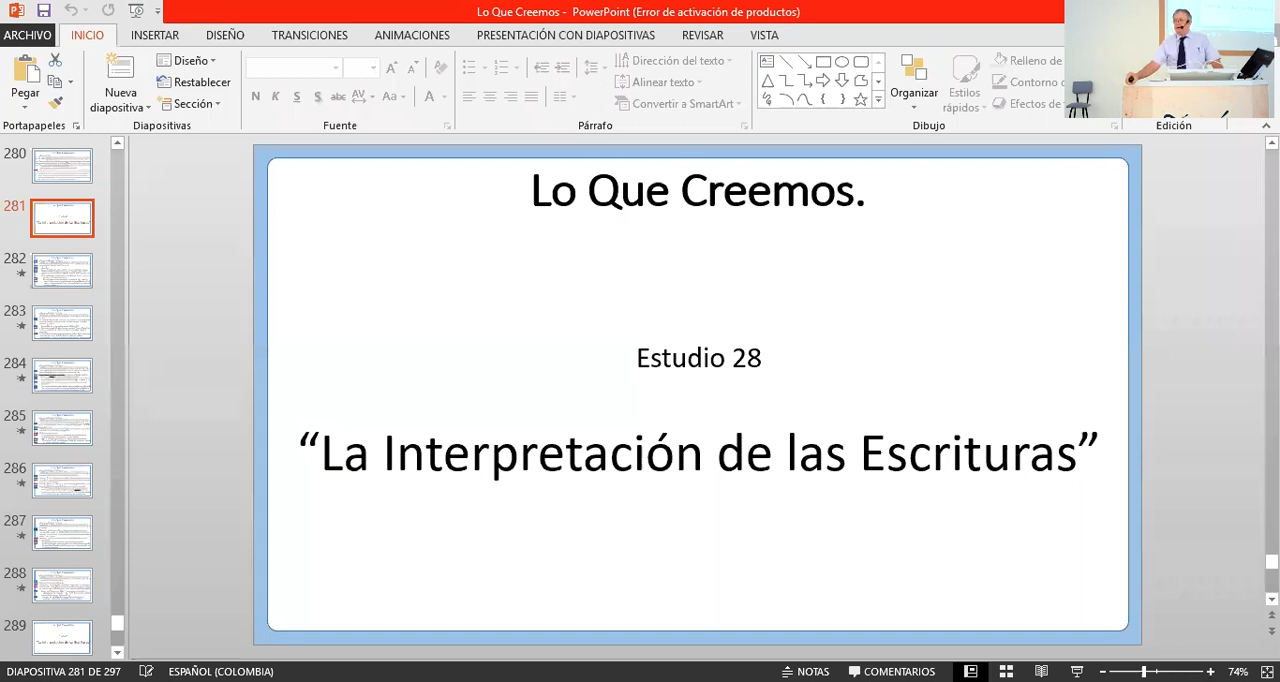 Lo Que Creemos - PowerPoint (Error de activación de productos)
ARCHIVO INICIO INSERTAR DISEÑO TRANSICIONES ANIMACIONES PRESENTACIÓN CON DIAPOSITIVAS REVISAR VISTA
Pegar
Nueva diapositiva
Diseño
Restablecer
Sección
N K S S abc AV Aa A
Dirección del texto
Alinear texto
Convertir a SmartArt
Organizar
Estilos rápidos
Relleno de
Contorno
Efectos de
Portapapeles Diapositivas Fuente Párrafo Dibujo Edición
280
281
282
283
284
285
286
287
288
289
Lo Que Creemos.
Estudio 28
“La Interpretación de las Escrituras”
DIAPOSITIVA 281 DE 297 ESPAÑOL (COLOMBIA) NOTAS COMENTARIOS 74%